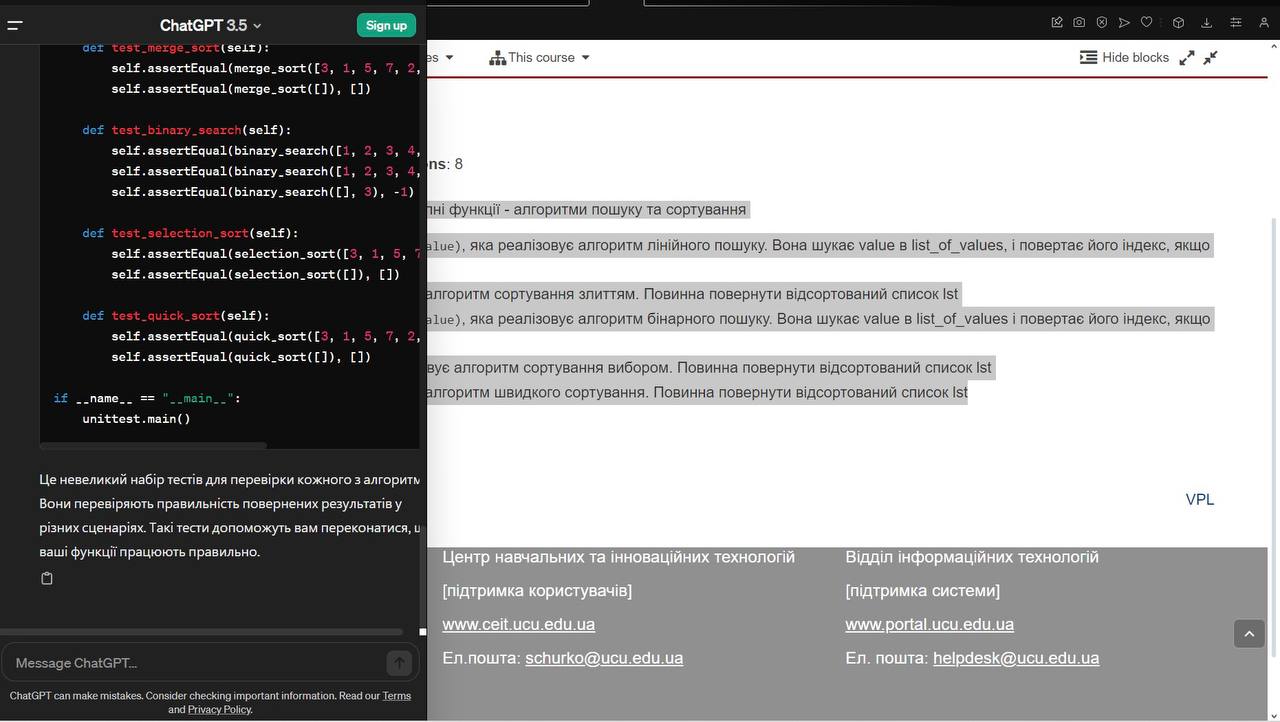 ChatGPT 3.5
Sign up
def test_merge_sort(self):
self.assertEqual(merge_sort([3, 1, 5, 7, 2,
self.assertEqual(merge_sort([]), [])
def test_binary_search(self):
self.assertEqual(binary_search([1, 2, 3, 4,
self.assertEqual(binary_search([1, 2, 3, 4,
self.assertEqual(binary_search([], 3), -1)
def test_selection_sort(self):
self.assertEqual(selection_sort([3, 1, 5, 7
self.assertEqual(selection_sort([]), [])
def test_quick_sort(self):
self.assertEqual(quick_sort([3, 1, 5, 7, 2,
self.assertEqual(quick_sort([]), [])
if __name__ == "__main__":
unittest.main()
Це невеликий набір тестів для перевірки кожного з алгоритм
Вони перевіряють правильність повернених результатів у
різних сценаріях. Такі тести допоможуть вам переконатися, щ
ваші функції працюють правильно.
Message ChatGPT...
ChatGPT can make mistakes. Consider checking important information. Read our Terms
and Privacy Policy.
es
This course
Hide blocks
ns: 8
пні функції - алгоритми пошуку та сортування
alue), яка реалізовує алгоритм лінійного пошуку. Вона шукає value в list_of_values, і повертає його індекс, якщо
алгоритм сортування злиттям. Повинна повернути відсортований список lst
alue), яка реалізовує алгоритм бінарного пошуку. Вона шукає value в list_of_values і повертає його індекс, якщо
вує алгоритм сортування вибором. Повинна повернути відсортований список lst
алгоритм швидкого сортування. Повинна повернути відсортований список lst
VPL
Центр навчальних та інноваційних технологій
[підтримка користувачів]
www.ceit.ucu.edu.ua
Ел.пошта: schurko@ucu.edu.ua
Відділ інформаційних технологій
[підтримка системи]
www.portal.ucu.edu.ua
Ел. пошта: helpdesk@ucu.edu.ua